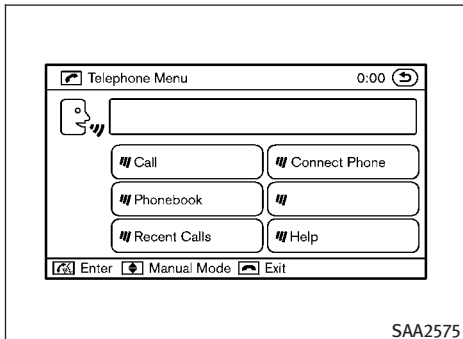 Telephone Menu 0:00
Call Connect Phone
Phonebook
Recent Calls Help
Enter Manual Mode Exit
SAA2575